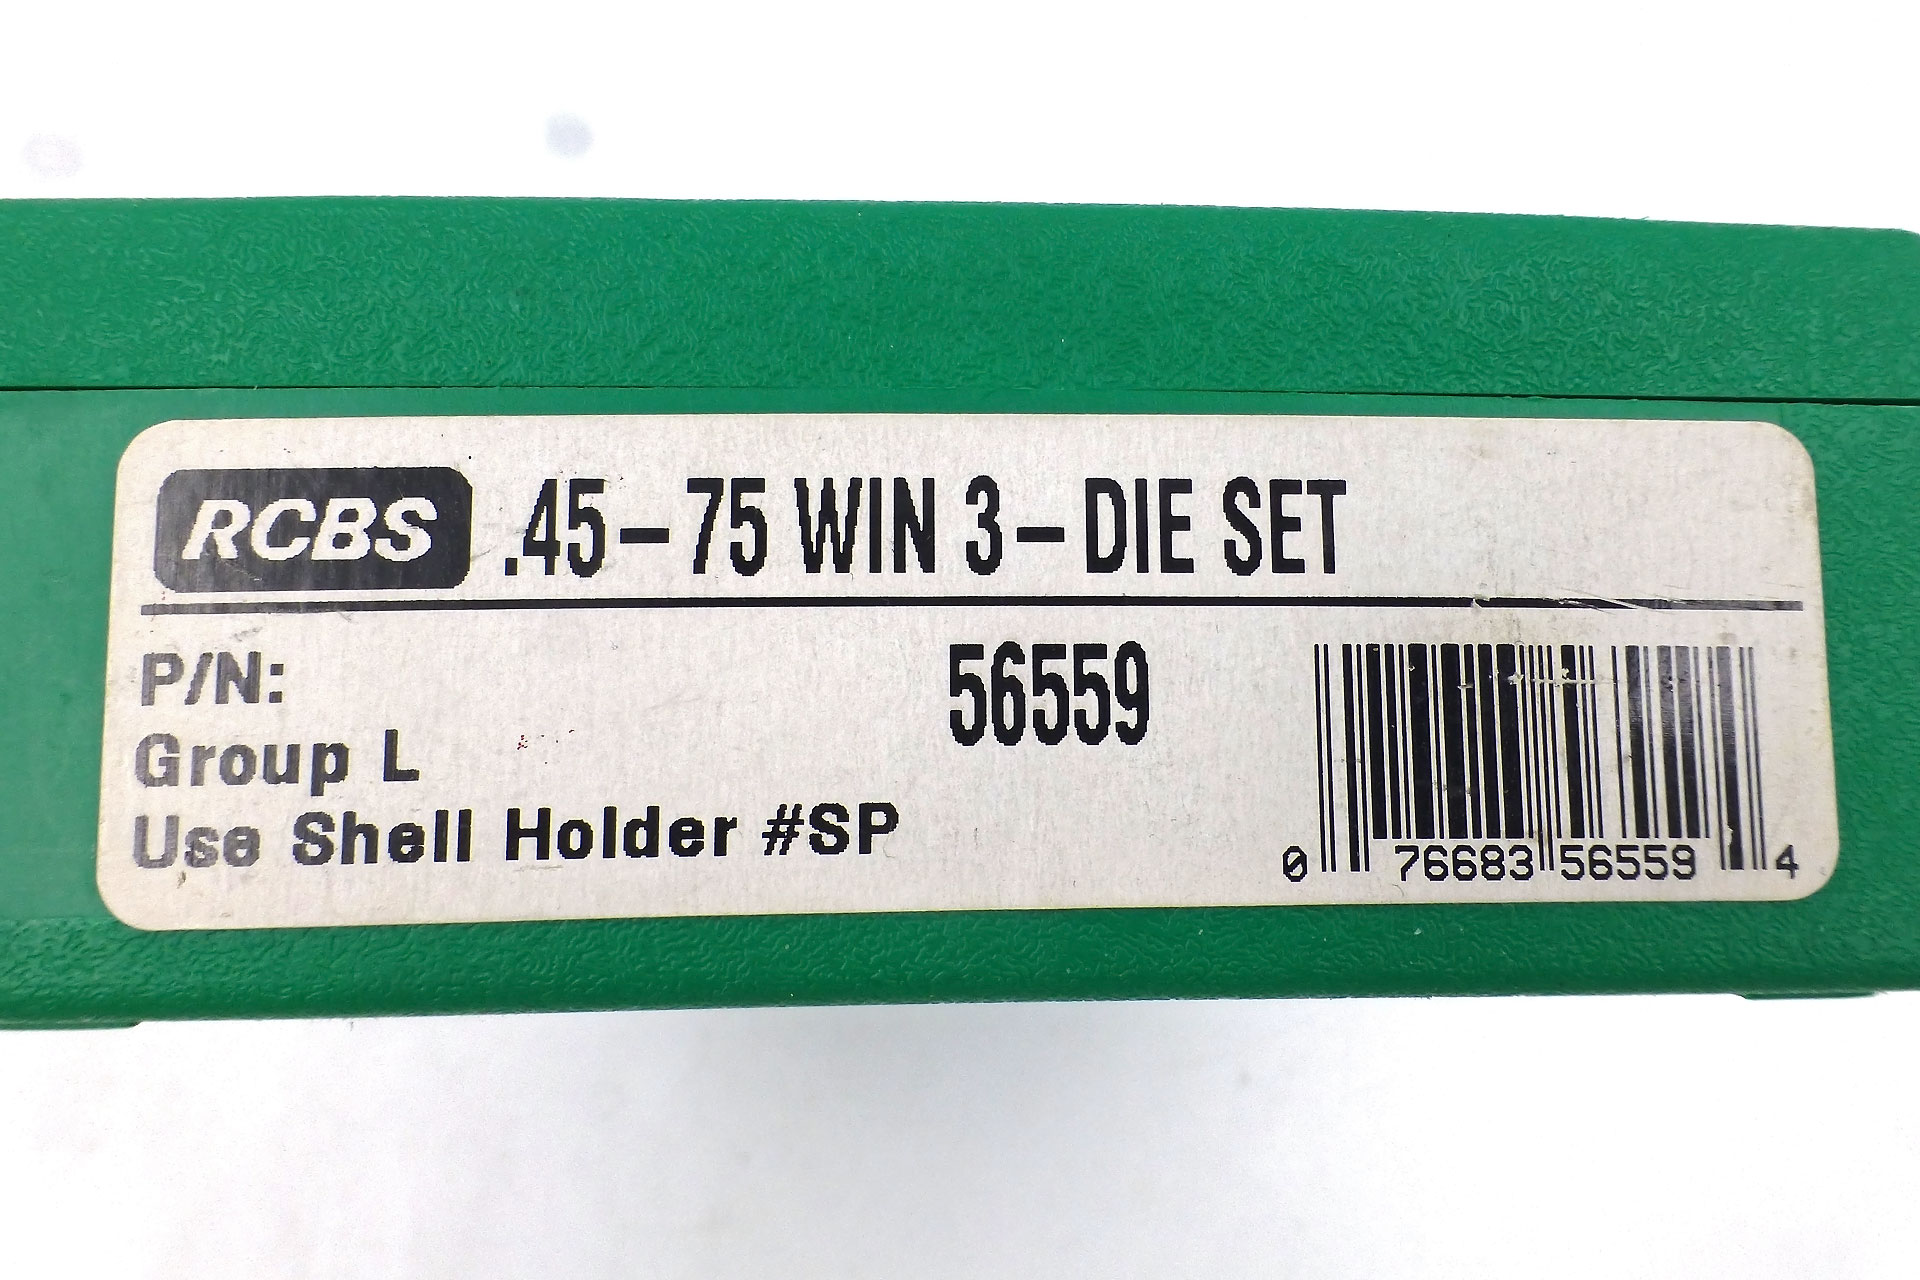 RCBS .45-75 WIN 3-DIE SET
P/N: 56559
Group L
Use Shell Holder #SP
0 76683 56559 4